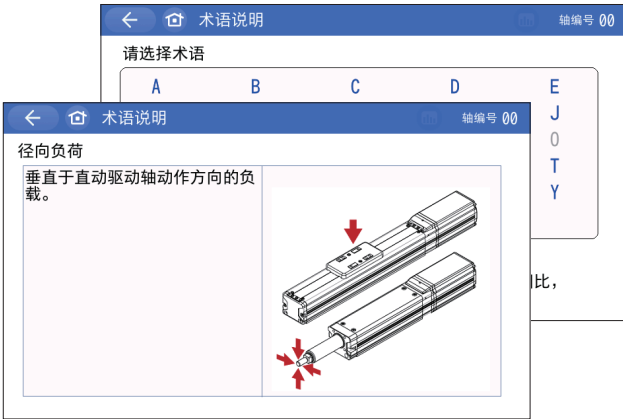 术语说明
轴编号 00
请选择术语
A B C D E
J
O
T
Y
比，
术语说明
轴编号 00
径向负荷
垂直于直动驱动轴动作方向的负
载。